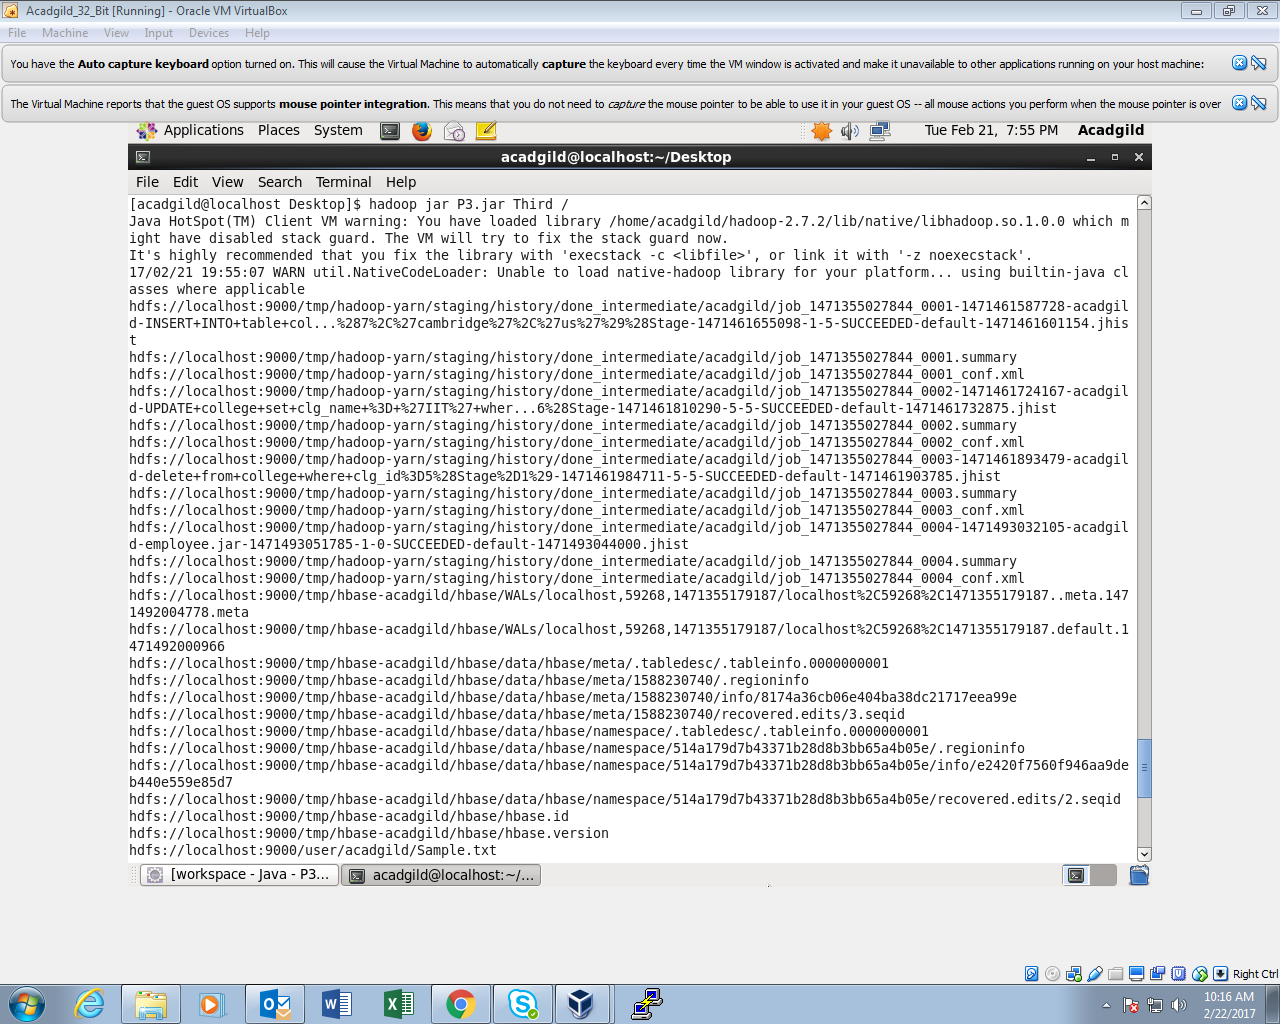 Acadgild_32_Bit [Running] - Oracle VM VirtualBox
File Machine View Input Devices Help
You have the Auto capture keyboard option turned on. This will cause the Virtual Machine to automatically capture the keyboard every time the VM window is activated and make it unavailable to other applications running on your host machine:
The Virtual Machine reports that the guest OS supports mouse pointer integration. This means that you do not need to capture the mouse pointer to be able to use it in your guest OS -- all mouse actions you perform when the mouse pointer is over
Applications Places System Tue Feb 21, 7:55 PM Acadgild
acadgild@localhost:~/Desktop
File Edit View Search Terminal Help
[acadgild@localhost Desktop]$ hadoop jar P3.jar Third /
Java HotSpot(TM) Client VM warning: You have loaded library /home/acadgild/hadoop-2.7.2/lib/native/libhadoop.so.1.0.0 which m
ight have disabled stack guard. The VM will try to fix the stack guard now.
It's highly recommended that you fix the library with 'execstack -c <libfile>', or link it with '-z noexecstack'.
17/02/21 19:55:07 WARN util.NativeCodeLoader: Unable to load native-hadoop library for your platform... using builtin-java cl
asses where applicable
hdfs://localhost:9000/tmp/hadoop-yarn/staging/history/done_intermediate/acadgild/job_1471355027844_0001-1471461587728-acadgil
d-INSERT+INTO+table+col...%287%2C%27cambridge%27%2C%27us%27%29%28Stage-1471461655098-1-5-SUCCEEDED-default-1471461601154.jhis
t
hdfs://localhost:9000/tmp/hadoop-yarn/staging/history/done_intermediate/acadgild/job_1471355027844_0001.summary
hdfs://localhost:9000/tmp/hadoop-yarn/staging/history/done_intermediate/acadgild/job_1471355027844_0001_conf.xml
hdfs://localhost:9000/tmp/hadoop-yarn/staging/history/done_intermediate/acadgild/job_1471355027844_0002-1471461724167-acadgil
d-UPDATE+college+set+clg_name+%3D+%27IIT%27+wher...6%28Stage-1471461810290-5-5-SUCCEEDED-default-1471461732875.jhist
hdfs://localhost:9000/tmp/hadoop-yarn/staging/history/done_intermediate/acadgild/job_1471355027844_0002.summary
hdfs://localhost:9000/tmp/hadoop-yarn/staging/history/done_intermediate/acadgild/job_1471355027844_0002_conf.xml
hdfs://localhost:9000/tmp/hadoop-yarn/staging/history/done_intermediate/acadgild/job_1471355027844_0003-1471461893479-acadgil
d-delete+from+college+where+clg_id%3D5%28Stage%2D1%29-1471461984711-5-5-SUCCEEDED-default-1471461903785.jhist
hdfs://localhost:9000/tmp/hadoop-yarn/staging/history/done_intermediate/acadgild/job_1471355027844_0003.summary
hdfs://localhost:9000/tmp/hadoop-yarn/staging/history/done_intermediate/acadgild/job_1471355027844_0003_conf.xml
hdfs://localhost:9000/tmp/hadoop-yarn/staging/history/done_intermediate/acadgild/job_1471355027844_0004-1471493032105-acadgil
d-employee.jar-1471493051785-1-0-SUCCEEDED-default-1471493044000.jhist
hdfs://localhost:9000/tmp/hadoop-yarn/staging/history/done_intermediate/acadgild/job_1471355027844_0004.summary
hdfs://localhost:9000/tmp/hadoop-yarn/staging/history/done_intermediate/acadgild/job_1471355027844_0004_conf.xml
hdfs://localhost:9000/tmp/hbase-acadgild/hbase/WALs/localhost,59268,1471355179187/localhost%2C59268%2C1471355179187..meta.147
1492004778.meta
hdfs://localhost:9000/tmp/hbase-acadgild/hbase/WALs/localhost,59268,1471355179187/localhost%2C59268%2C1471355179187.default.1
471492000966
hdfs://localhost:9000/tmp/hbase-acadgild/hbase/data/hbase/meta/.tabledesc/.tableinfo.0000000001
hdfs://localhost:9000/tmp/hbase-acadgild/hbase/data/hbase/meta/1588230740/.regioninfo
hdfs://localhost:9000/tmp/hbase-acadgild/hbase/data/hbase/meta/1588230740/info/8174a36cb06e404ba38dc21717eea99e
hdfs://localhost:9000/tmp/hbase-acadgild/hbase/data/hbase/meta/1588230740/recovered.edits/3.seqid
hdfs://localhost:9000/tmp/hbase-acadgild/hbase/data/hbase/namespace/.tabledesc/.tableinfo.0000000001
hdfs://localhost:9000/tmp/hbase-acadgild/hbase/data/hbase/namespace/514a179d7b43371b28d8b3bb65a4b05e/.regioninfo
hdfs://localhost:9000/tmp/hbase-acadgild/hbase/data/hbase/namespace/514a179d7b43371b28d8b3bb65a4b05e/info/e2420f7560f946aa9de
b440e559e85d7
hdfs://localhost:9000/tmp/hbase-acadgild/hbase/data/hbase/namespace/514a179d7b43371b28d8b3bb65a4b05e/recovered.edits/2.seqid
hdfs://localhost:9000/tmp/hbase-acadgild/hbase/hbase.id
hdfs://localhost:9000/tmp/hbase-acadgild/hbase/hbase.version
hdfs://localhost:9000/user/acadgild/Sample.txt
[workspace - Java - P3... acadgild@localhost:~/...
Right Ctrl
10:16 AM
2/22/2017